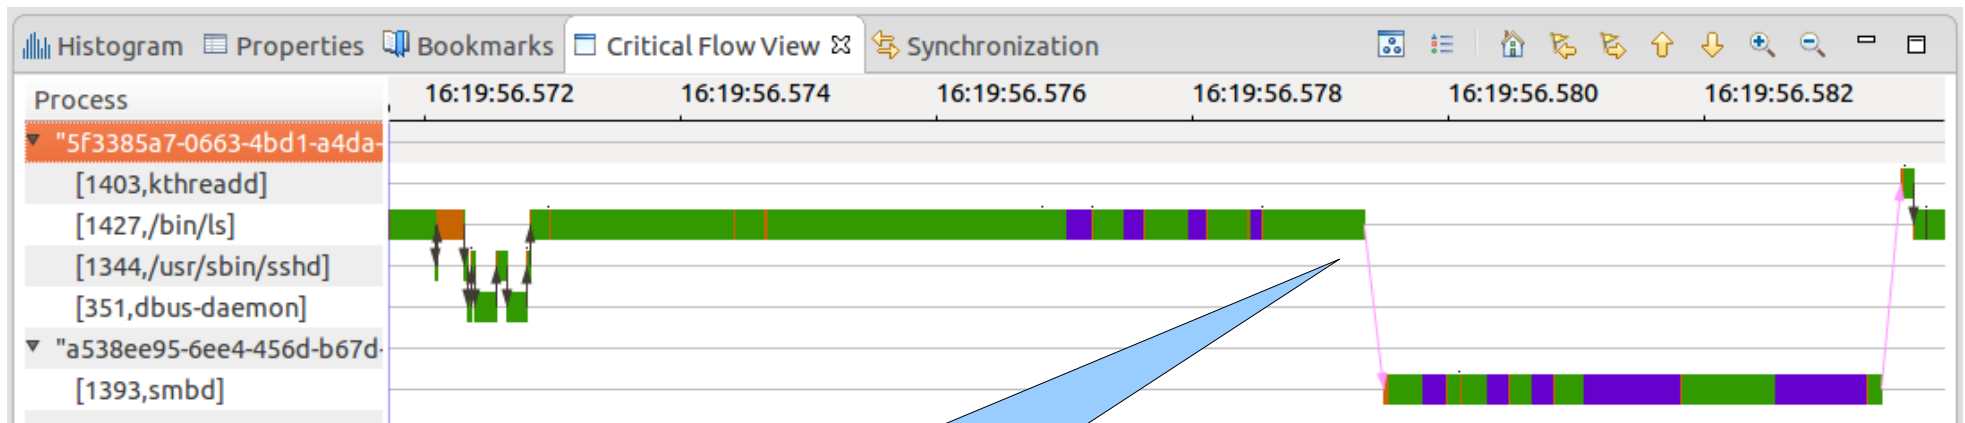 Histogram Properties Bookmarks Critical Flow View Synchronization
Process 16:19:56.572 16:19:56.574 16:19:56.576 16:19:56.578 16:19:56.580 16:19:56.582
"5f3385a7-0663-4bd1-a4da-
[1403,kthreadd]
[1427,/bin/ls]
[1344,/usr/sbin/sshd]
[351,dbus-daemon]
"a538ee95-6ee4-456d-b67d-
[1393,smbd]